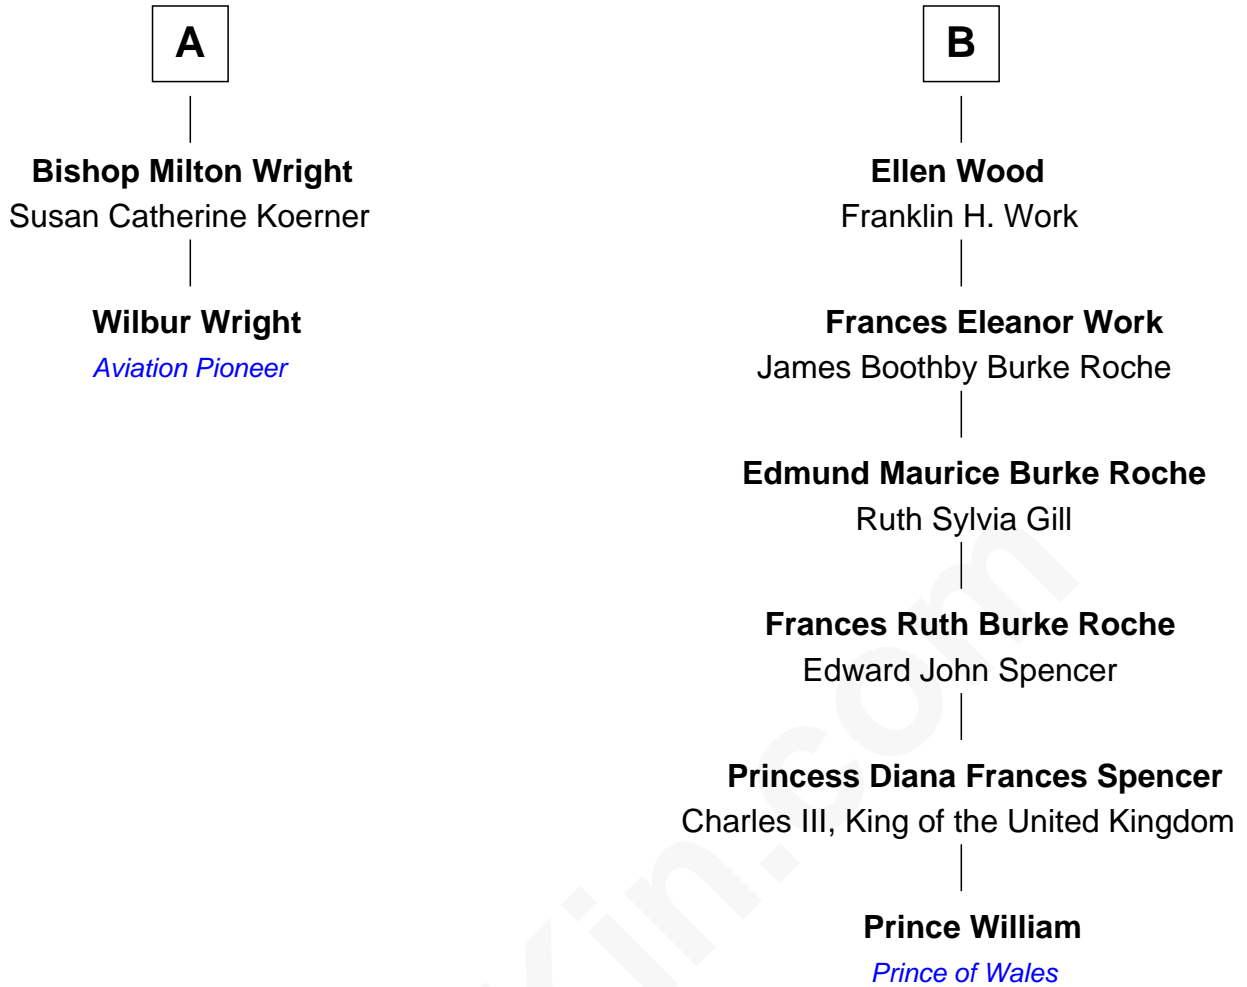 A
Bishop Milton Wright
Susan Catherine Koerner
Wilbur Wright
Aviation Pioneer
B
Ellen Wood
Franklin H. Work
Frances Eleanor Work
James Boothby Burke Roche
Edmund Maurice Burke Roche
Ruth Sylvia Gill
Frances Ruth Burke Roche
Edward John Spencer
Princess Diana Frances Spencer
Charles III, King of the United Kingdom
Prince William
Prince of Wales
Kin.com